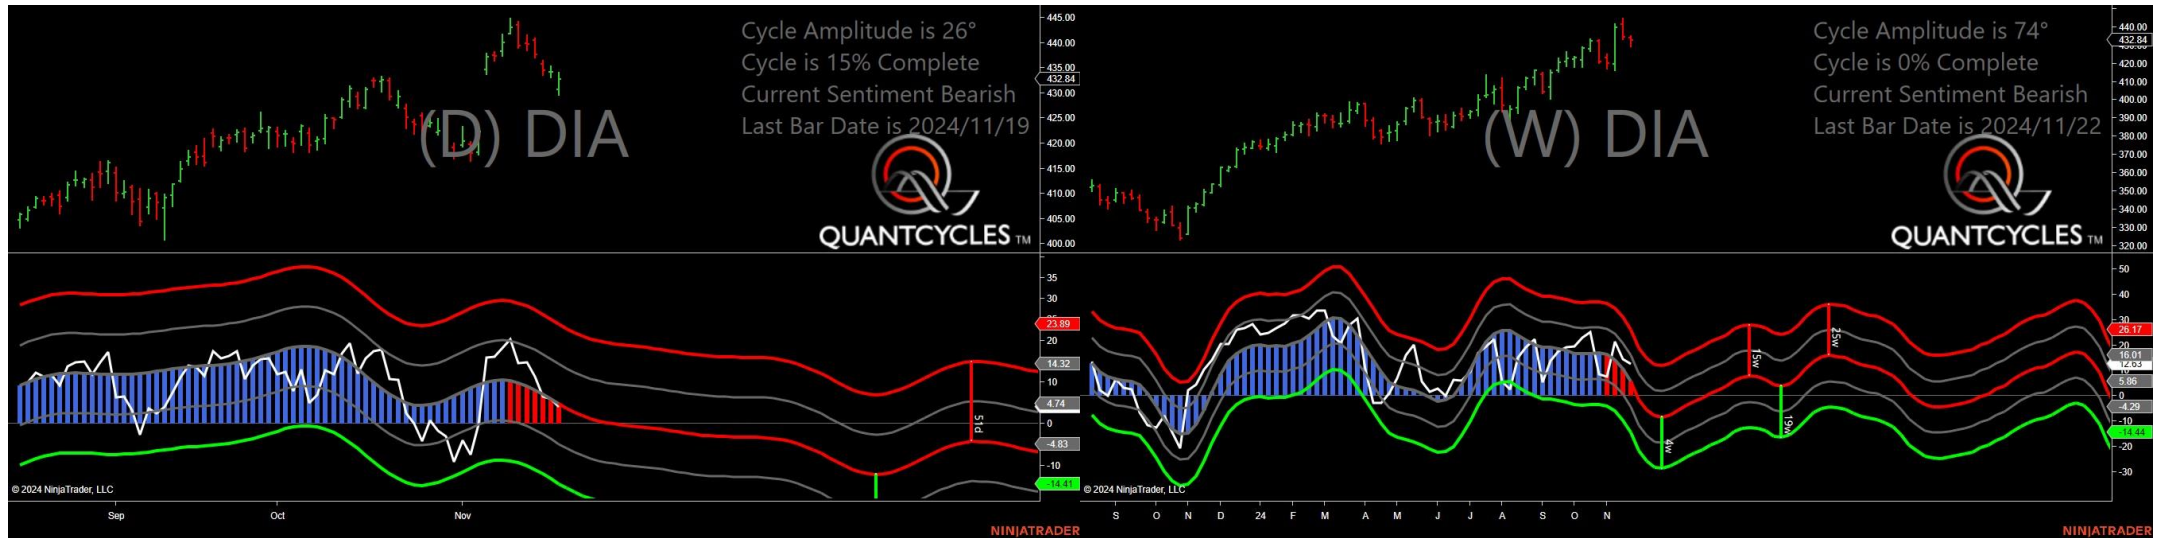 Cycle Amplitude is 26°
Cycle is 15% Complete
Current Sentiment Bearish
Last Bar Date is 2024/11/19
(D) DIA
QUANTCYCLES TM
445.00
440.00
435.00
432.84
430.00
425.00
420.00
415.00
410.00
405.00
400.00
35
30
23.89
20
14.32
10
4.74
0
-4.83
-10
-14.41
51d
© 2024 NinjaTrader, LLC
Sep
Oct
Nov
NINJATRADER
Cycle Amplitude is 74°
Cycle is 0% Complete
Current Sentiment Bearish
Last Bar Date is 2024/11/22
(W) DIA
QUANTCYCLES TM
440.00
432.84
420.00
410.00
400.00
390.00
380.00
370.00
360.00
350.00
340.00
330.00
320.00
50
40
30
26.17
20
16.01
12.63
5.86
0
-4.29
-10
-14.44
-20
-30
15w
25w
4w
19w
© 2024 NinjaTrader, LLC
S O N D 24 F M A M J J A S O N
NINJATRADER